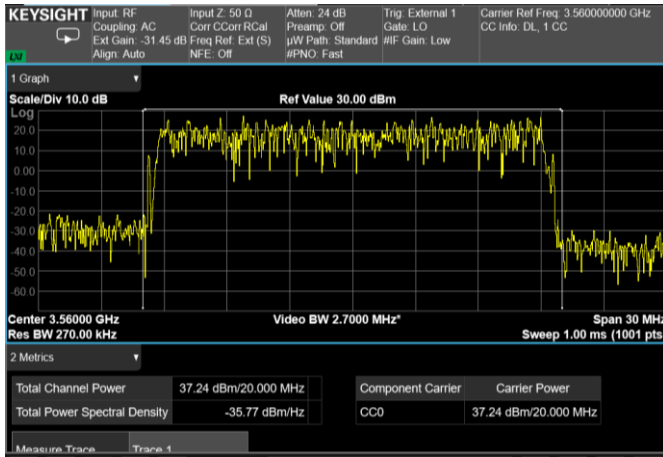 KEYSIGHT
Input: RF
Coupling: AC
Ext Gain: -31.45 dB
Align: Auto
Input Z: 50 Ω
Corr CCorr RCal
Freq Ref: Ext (S)
NFE: Off
Atten: 24 dB
Preamp: Off
µW Path: Standard
#PNO: Fast
Trig: External 1
Gate: LO
#IF Gain: Low
Carrier Ref Freq: 3.560000000 GHz
CC Info: DL, 1 CC
LXI
1 Graph
Scale/Div 10.0 dB
Ref Value 30.00 dBm
Log
20.0
10.0
0.00
-10.0
-20.0
-30.0
-40.0
-50.0
-60.0
Center 3.56000 GHz
Video BW 2.7000 MHz*
Span 30 MHz
Res BW 270.00 kHz
Sweep 1.00 ms (1001 pts
2 Metrics
Total Channel Power 37.24 dBm/20.000 MHz
Total Power Spectral Density -35.77 dBm/Hz
Component Carrier Carrier Power
CC0 37.24 dBm/20.000 MHz
Measure Trace Trace 1